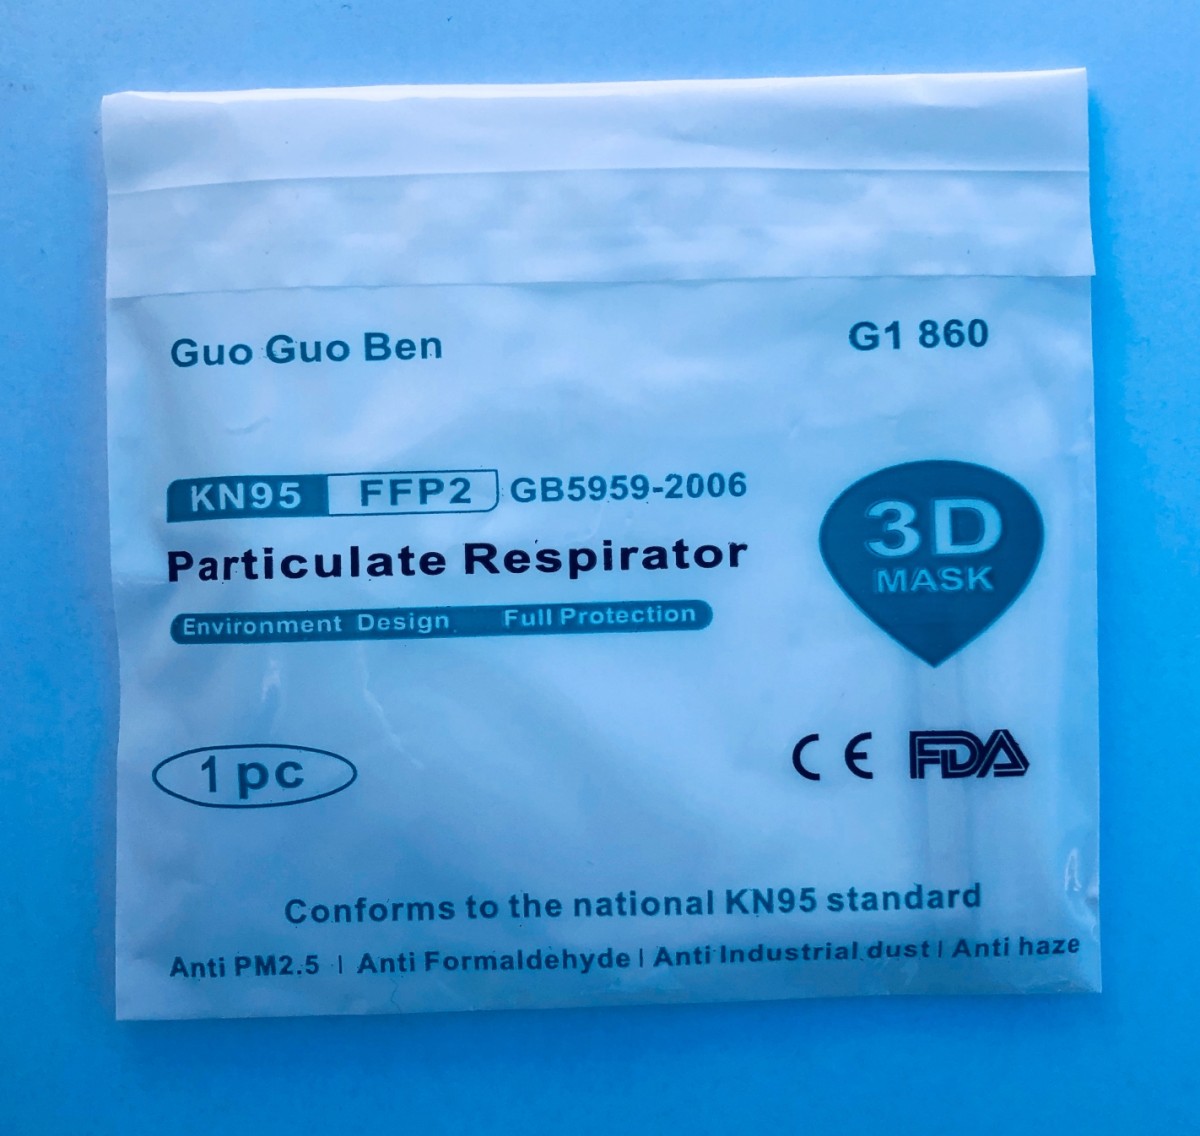 Guo Guo Ben
G1 860
KN95 FFP2 GB5959-2006
Particulate Respirator
Environment Design Full Protection
3D
MASK
1 pc
CE FDA
Conforms to the national KN95 standard
Anti PM2.5 | Anti Formaldehyde | Anti Industrial dust | Anti haze